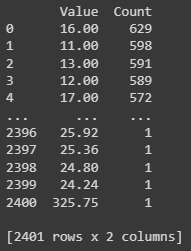 Value Count
0 16.00 629
1 11.00 598
2 13.00 591
3 12.00 589
4 17.00 572
... ... ...
2396 25.92 1
2397 25.36 1
2398 24.80 1
2399 24.24 1
2400 325.75 1
[2401 rows x 2 columns]